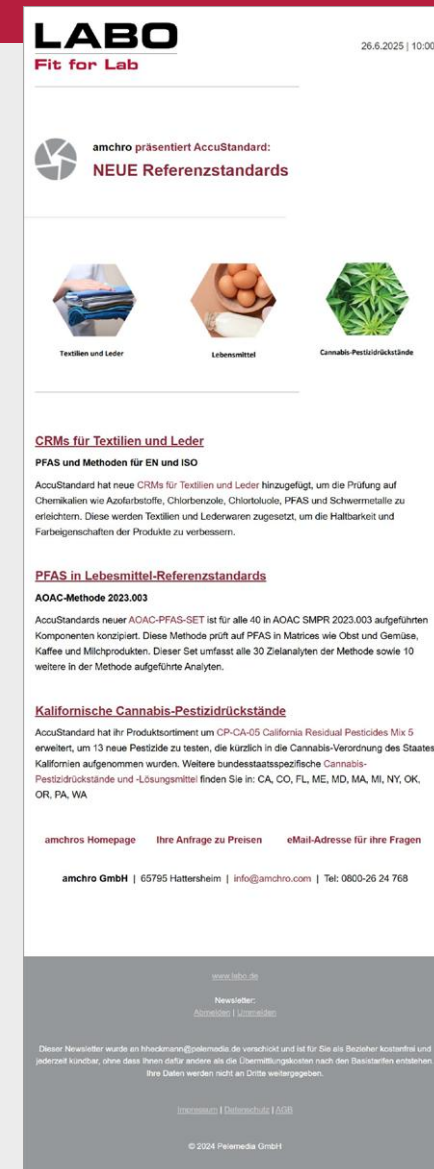 LABO
Fit for Lab
26.6.2025 | 10:00
amchro präsentiert AccuStandard:
NEUE Referenzstandards
Textilien und Leder
Lebensmittel
Cannabis-Pestizidrückstände
CRMs für Textilien und Leder
PFAS und Methoden für EN und ISO
AccuStandard hat neue CRMs für Textilien und Leder hinzugefügt, um die Prüfung auf
Chemikalien wie Azofarbstoffe, Chlorbenzole, Chlortoluole, PFAS und Schwermetalle zu
erleichtern. Diese werden Textilien und Lederwaren zugesetzt, um die Haltbarkeit und
Farbeigenschaften der Produkte zu verbessern.
PFAS in Lebesmittel-Referenzstandards
AOAC-Methode 2023.003
AccuStandards neuer AOAC-PFAS-SET ist für alle 40 in AOAC SMPR 2023.003 aufgeführten
Komponenten konzipiert. Diese Methode prüft auf PFAS in Matrices wie Obst und Gemüse,
Kaffee und Milchprodukten. Dieser Set umfasst alle 30 Zielanalyten der Methode sowie 10
weitere in der Methode aufgeführte Analyten.
Kalifornische Cannabis-Pestizidrückstände
AccuStandard hat ihr Produktsortiment um CP-CA-05 California Residual Pesticides Mix 5
erweitert, um 13 neue Pestizide zu testen, die kürzlich in die Cannabis-Verordnung des Staates
Kalifornien aufgenommen wurden. Weitere bundesstaatsspezifische Cannabis-
Pestizidrückstände und -Lösungsmittel finden Sie in: CA, CO, FL, ME, MD, MA, MI, NY, OK,
OR, PA, WA
amchros Homepage Ihre Anfrage zu Preisen eMail-Adresse für ihre Fragen
amchro GmbH | 65795 Hattersheim | info@amchro.com | Tel: 0800-26 24 768
www.labo.de
Newsletter:
Abmelden | Ummelden
Dieser Newsletter wurde an hheckmann@pelemedia.de verschickt und ist für Sie als Bezieher kostenfrei und
jederzeit kündbar, ohne dass Ihnen dafür andere als die Übermittlungskosten nach den Basistarifen entstehen.
Ihre Daten werden nicht an Dritte weitergegeben.
Impressum | Datenschutz | AGB
© 2024 Pelemedia GmbH